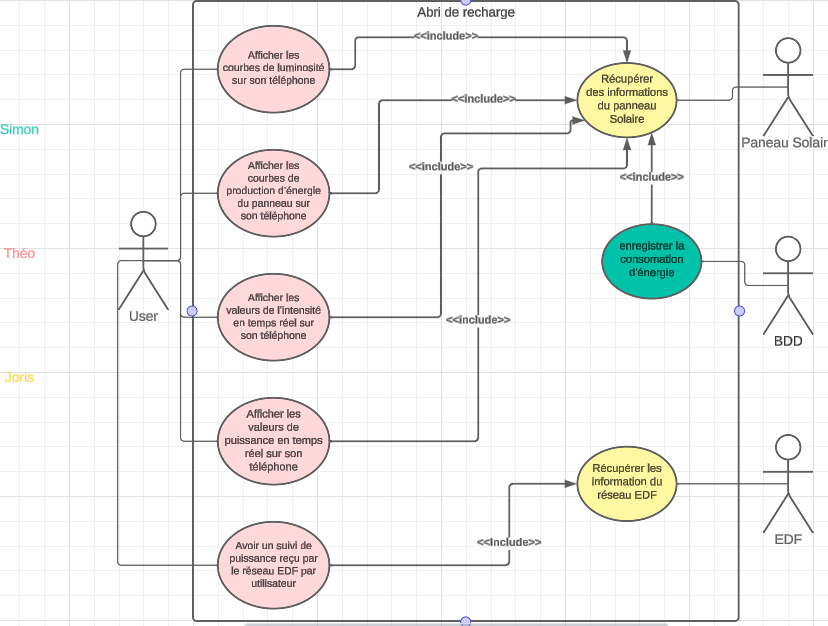 Abri de recharge
Simon
Théo
Joris
User
Afficher les
courbes de luminosité
sur son téléphone
<<include>>
Afficher les
courbes de
production d'énergie
du panneau sur
son téléphone
<<include>>
Afficher les
valeurs de l'intensité
en temps réel sur
son téléphone
<<include>>
Afficher les
valeurs de
puissance en temps
réel sur son
téléphone
<<include>>
Avoir un suivi de
puissance reçu par
le réseau EDF par
utilisateur
<<Include>>
Récupérer
des informations
du panneau
Solaire
<<include>>
enregistrer la
consomation
d'énergie
Récupérer les
information du
réseau EDF
Paneau Solair
BDD
EDF